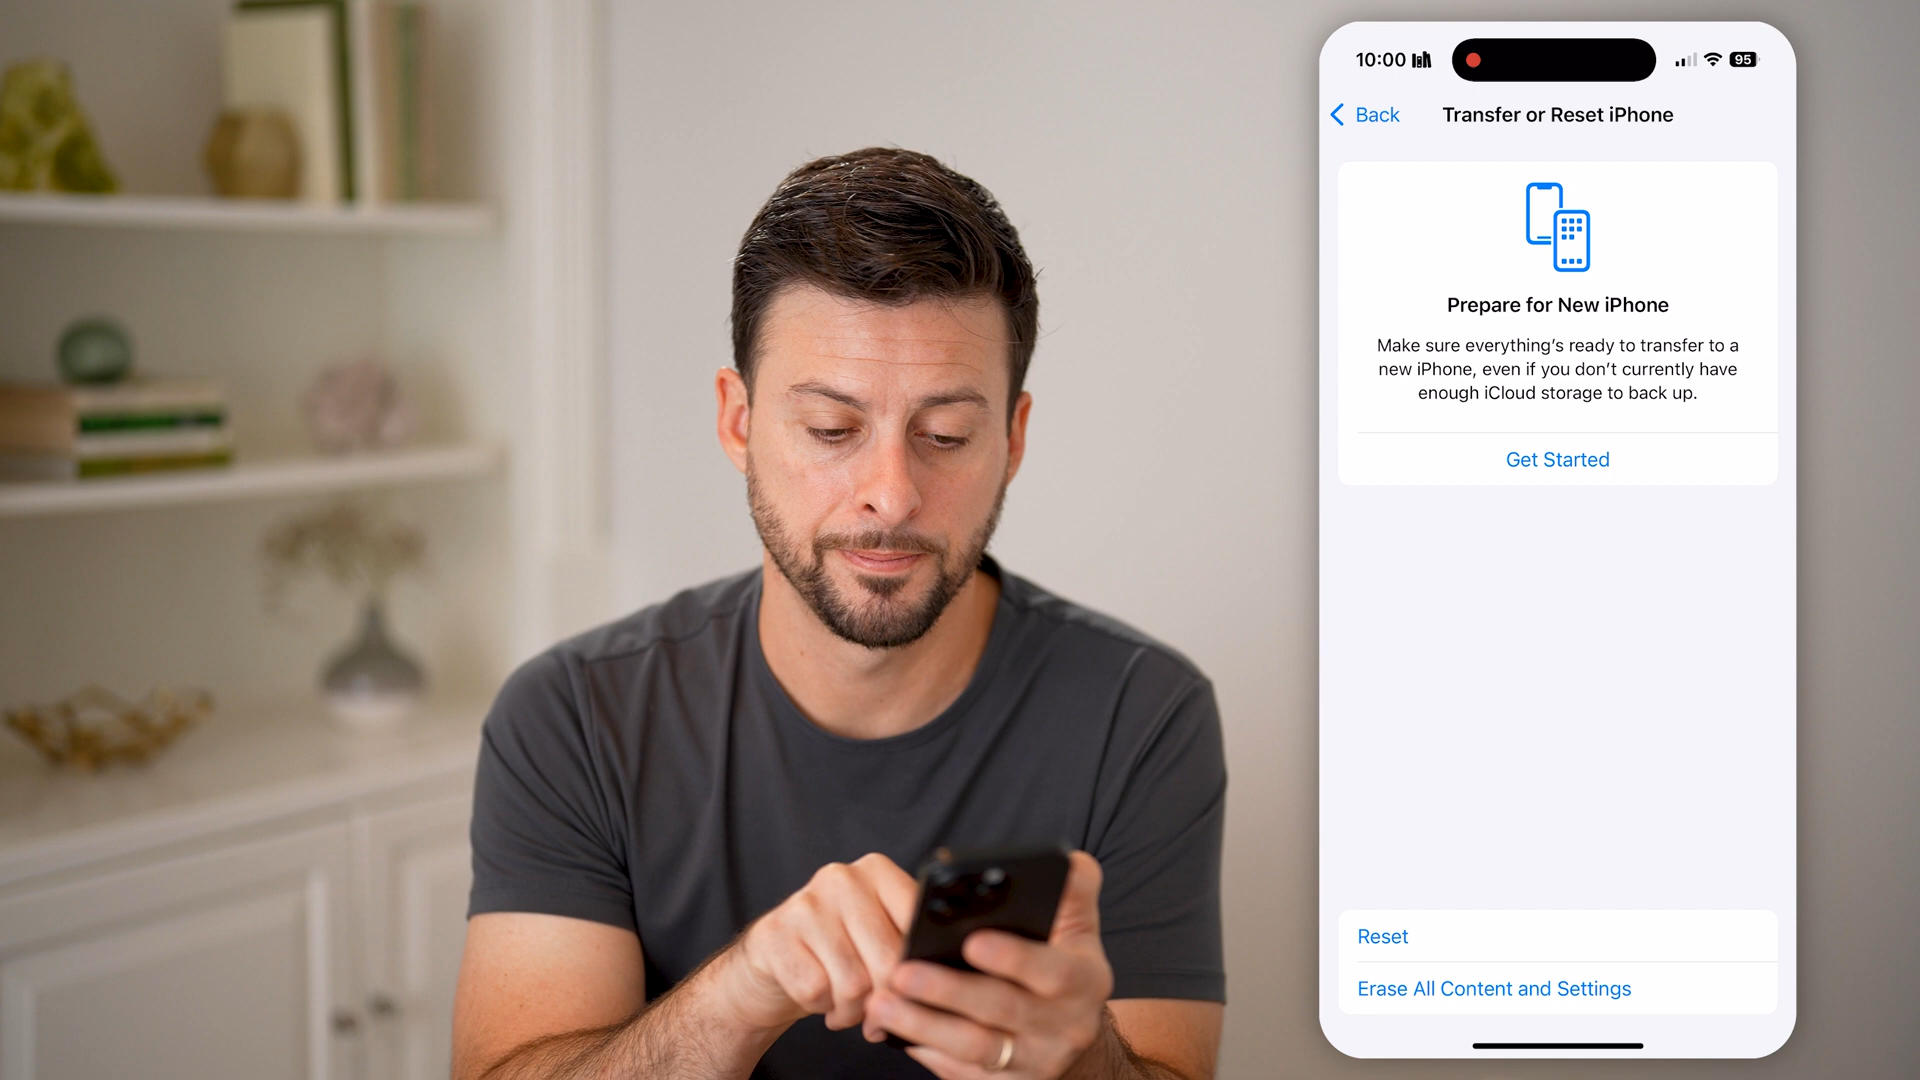 10:00
95
Back
Transfer or Reset iPhone
Prepare for New iPhone
Make sure everything’s ready to transfer to a
new iPhone, even if you don’t currently have
enough iCloud storage to back up.
Get Started
Reset
Erase All Content and Settings